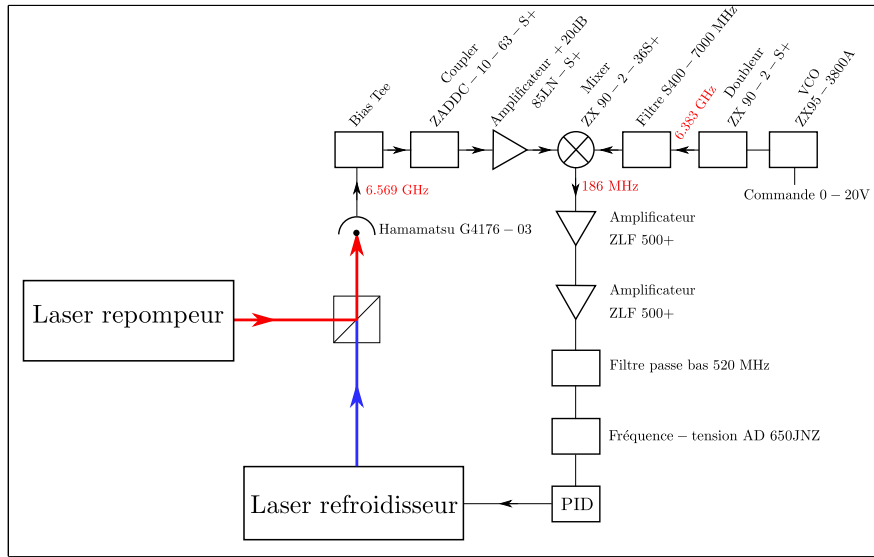 Bias Tee
Coupler
ZADDC − 10 − 63 − S+
Amplificateur + 20dB
85LN − S+
Mixer
ZX 90 − 2 − 36S+
Filtre S400 − 7000 MHz
6.383 GHz
Doubleur
ZX 90 − 2 − S+
VCO
ZX95 − 3800A
6.569 GHz
186 MHz
Commande 0 − 20V
Hamamatsu G4176 − 03
Amplificateur
ZLF 500+
Laser repompeur
Amplificateur
ZLF 500+
Filtre passe bas 520 MHz
Fréquence − tension AD 650JNZ
Laser refroidisseur
PID